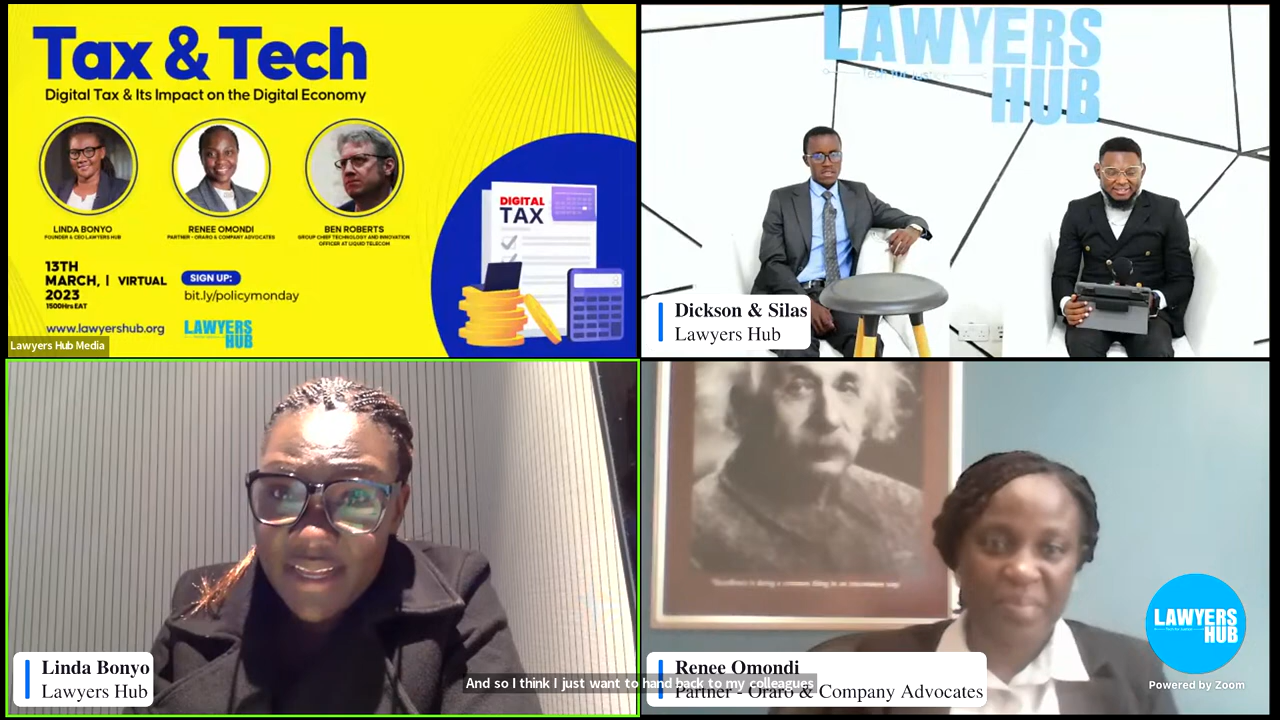 Tax & Tech
Digital Tax & Its Impact on the Digital Economy
LINDA BONYO
FOUNDER & CEO LAWYERS HUB
RENEE OMONDI
PARTNER - ORARO & COMPANY ADVOCATES
BEN ROBERTS
GROUP CHIEF TECHNOLOGY AND INNOVATION
OFFICER AT LIQUID TELECOM
DIGITAL
TAX
13TH
MARCH, | VIRTUAL
2023
1500Hrs EAT
SIGN UP:
bit.ly/policymonday
www.lawyershub.org
LAWYERS
HUB
Lawyers Hub Media
LAWYERS
Tech for Justice
HUB
Dickson & Silas
Lawyers Hub
Linda Bonyo
Lawyers Hub
Renee Omondi
Partner - Oraro & Company Advocates
And so I think I just want to hand back to my colleagues
LAWYERS
HUB
Powered by Zoom